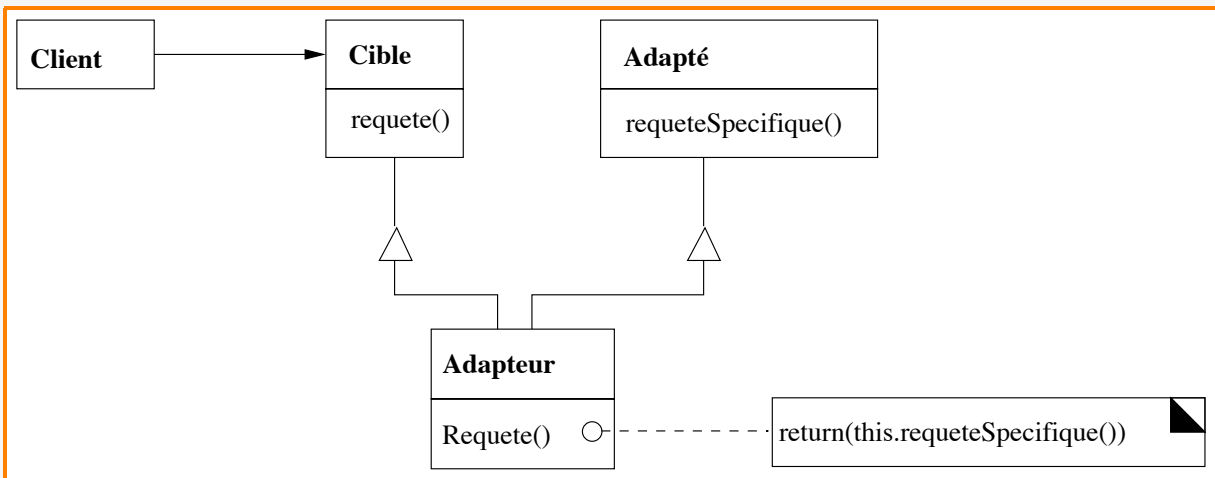 Client
Cible
requete()
Adapté
requeteSpecifique()
Adapteur
Requete()
return(this.requeteSpecifique())